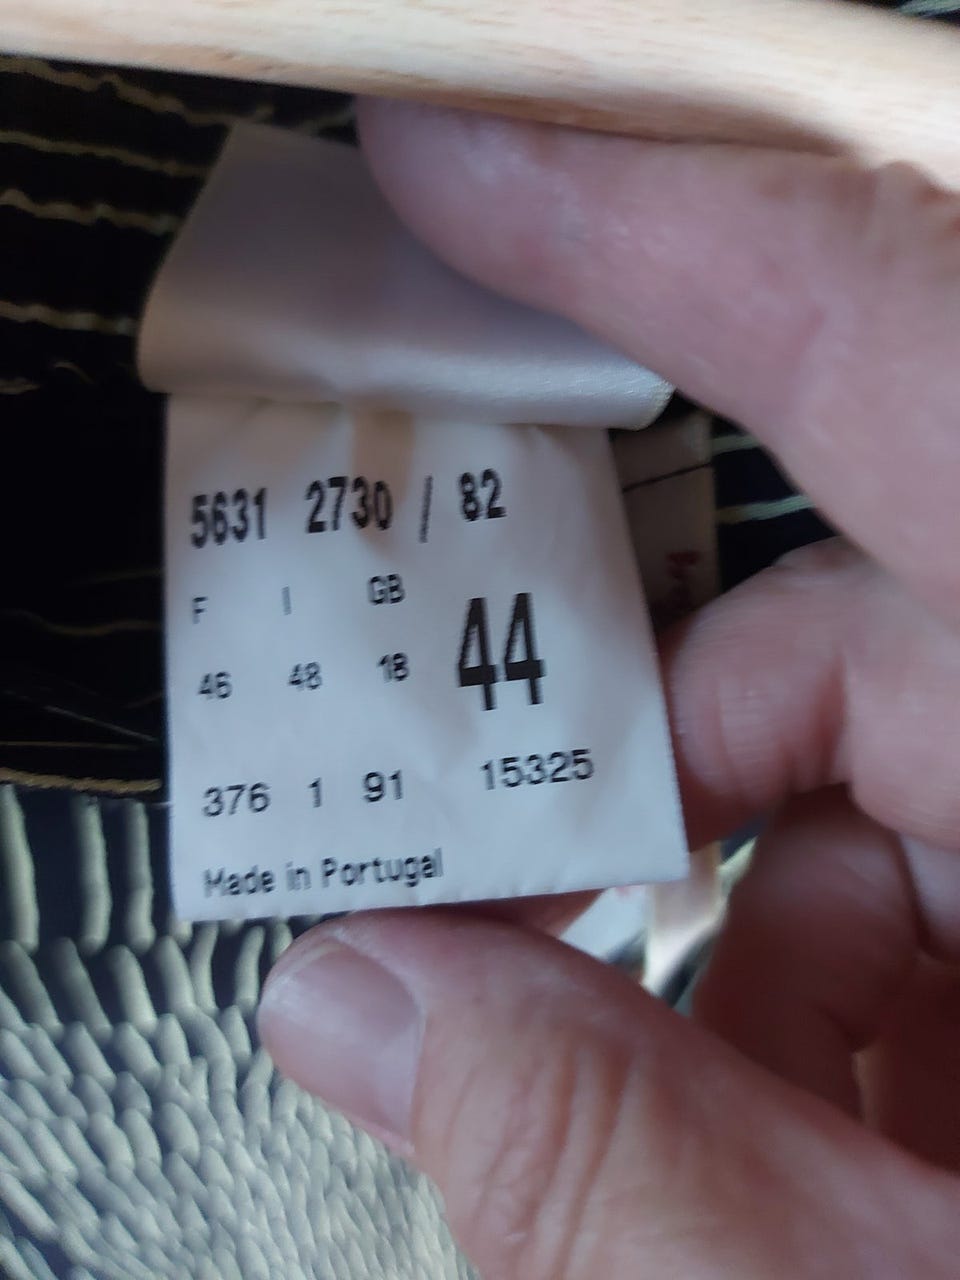 5631 2730 / 82
F I GB
46 48 18 44
376 1 91 15325
Made in Portugal